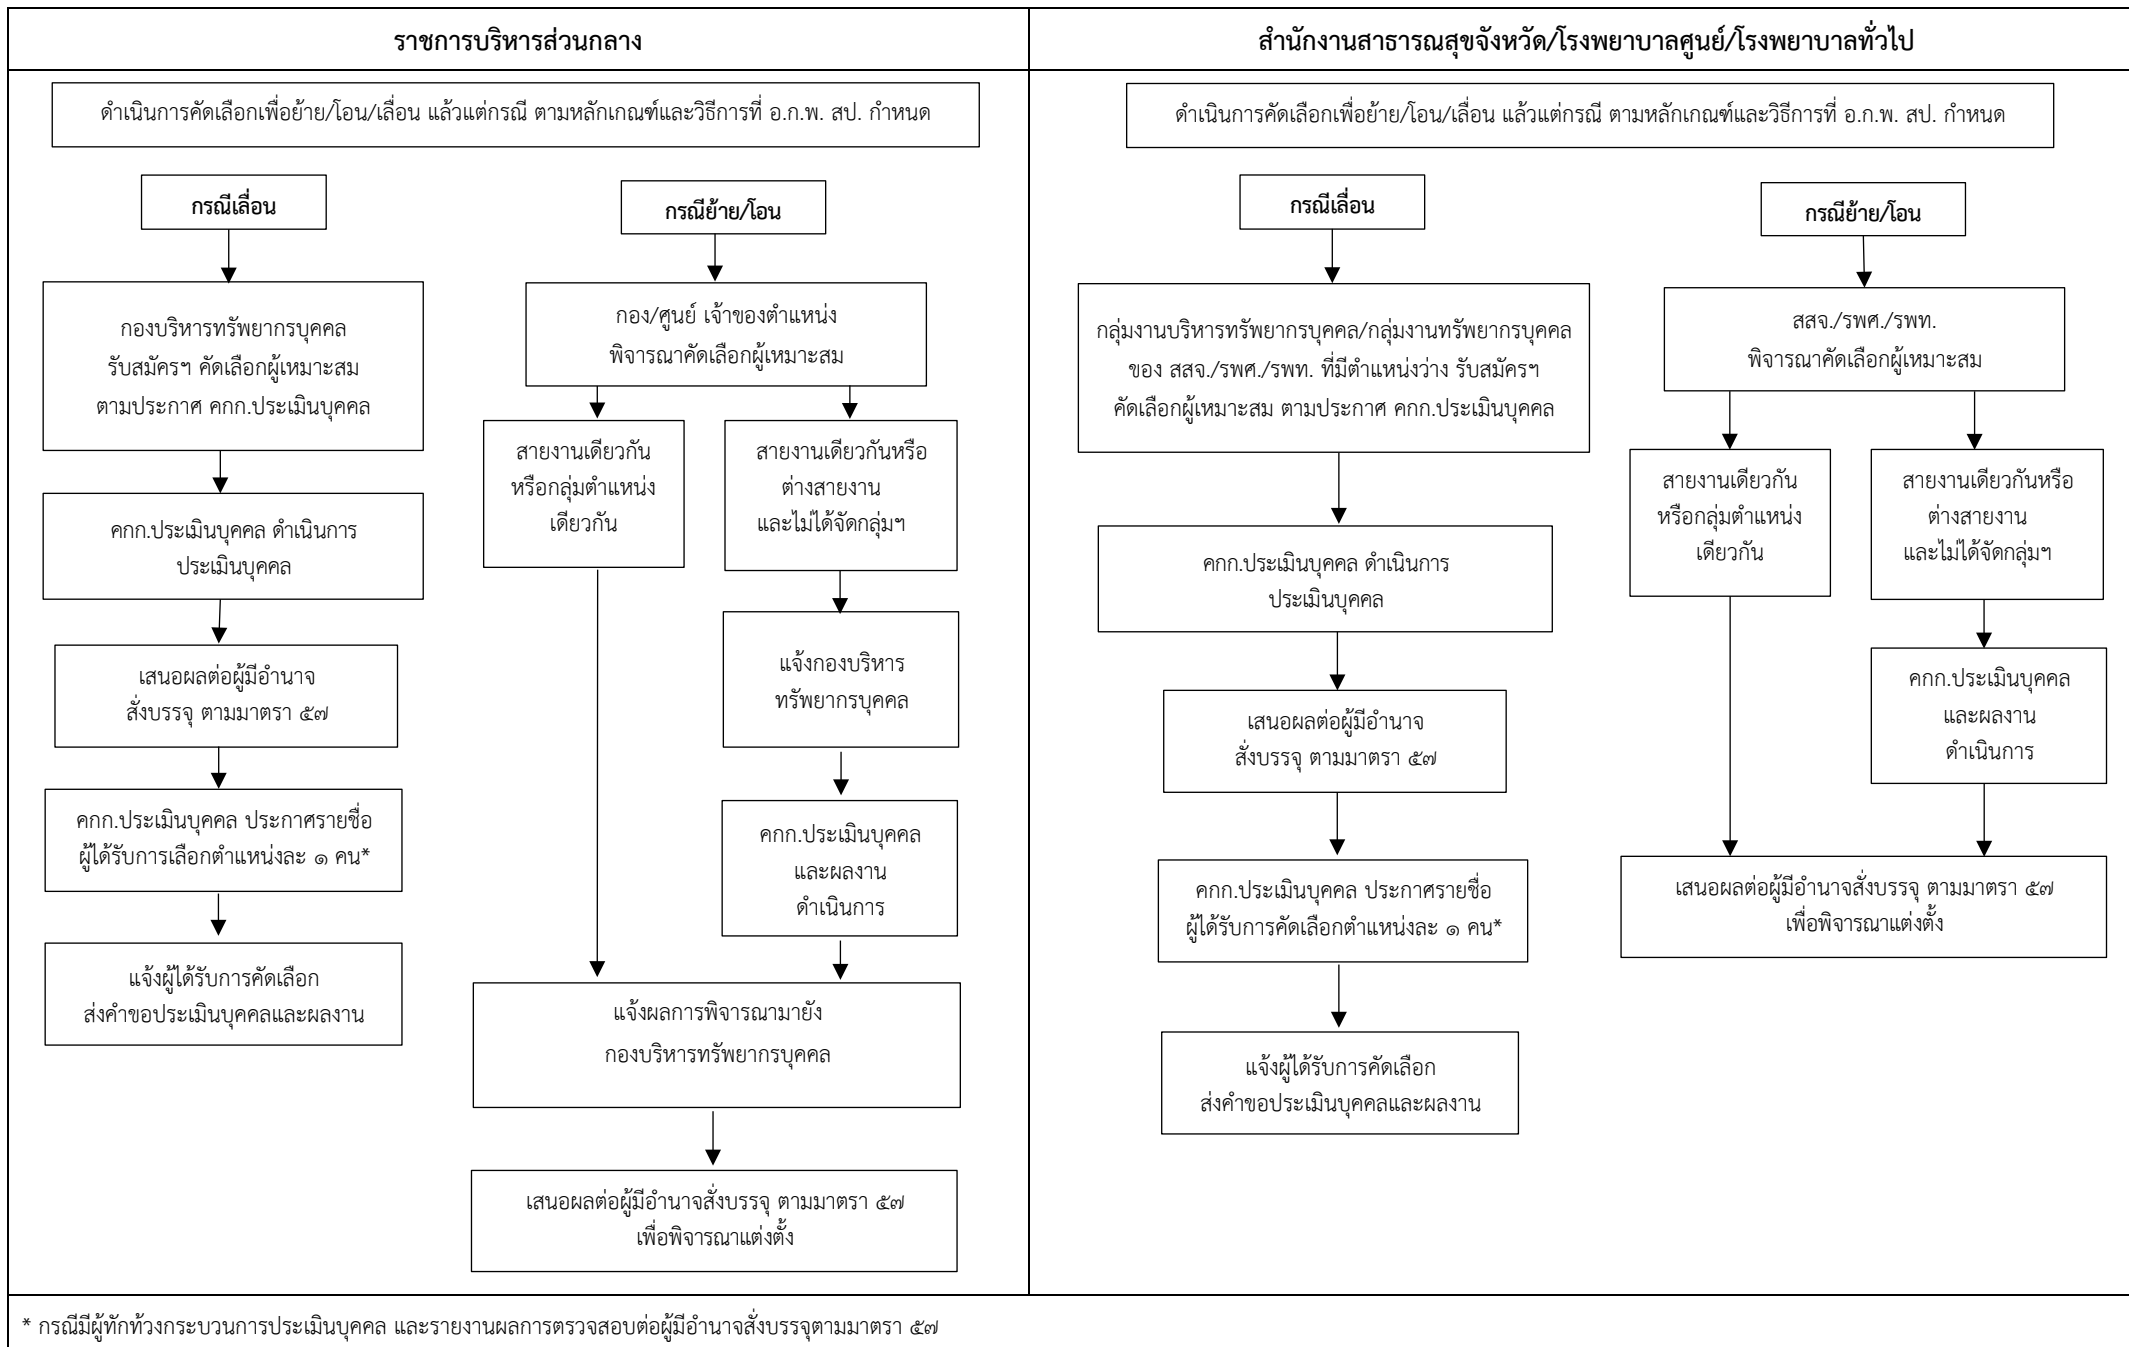 ราชการบริหารส่วนกลาง
ดำเนินการคัดเลือกเพื่อย้าย/โอน/เลื่อน แล้วแต่กรณี ตามหลักเกณฑ์และวิธีการที่ อ.ก.พ. สป. กำหนด
กรณีเลื่อน
กองบริหารทรัพยากรบุคคล
รับสมัครฯ คัดเลือกผู้เหมาะสม
ตามประกาศ คกก.ประเมินบุคคล
คกก.ประเมินบุคคล ดำเนินการ
ประเมินบุคคล
เสนอผลต่อผู้มีอำนาจ
สั่งบรรจุ ตามมาตรา ๕๗
คกก.ประเมินบุคคล ประกาศรายชื่อ
ผู้ได้รับการเลือกตำแหน่งละ ๑ คน*
แจ้งผู้ได้รับการคัดเลือก
ส่งคำขอประเมินบุคคลและผลงาน
กรณีย้าย/โอน
กอง/ศูนย์ เจ้าของตำแหน่ง
พิจารณาคัดเลือกผู้เหมาะสม
สายงานเดียวกัน
หรือกลุ่มตำแหน่ง
เดียวกัน
สายงานเดียวกันหรือ
ต่างสายงาน
และไม่ได้จัดกลุ่มฯ
แจ้งกองบริหาร
ทรัพยากรบุคคล
คกก.ประเมินบุคคล
และผลงาน
ดำเนินการ
แจ้งผลการพิจารณามายัง
กองบริหารทรัพยากรบุคคล
เสนอผลต่อผู้มีอำนาจสั่งบรรจุ ตามมาตรา ๕๗
เพื่อพิจารณาแต่งตั้ง
สำนักงานสาธารณสุขจังหวัด/โรงพยาบาลศูนย์/โรงพยาบาลทั่วไป
ดำเนินการคัดเลือกเพื่อย้าย/โอน/เลื่อน แล้วแต่กรณี ตามหลักเกณฑ์และวิธีการที่ อ.ก.พ. สป. กำหนด
กรณีเลื่อน
กลุ่มงานบริหารทรัพยากรบุคคล/กลุ่มงานทรัพยากรบุคคล
ของ สสจ./รพศ./รพท. ที่มีตำแหน่งว่าง รับสมัครฯ
คัดเลือกผู้เหมาะสม ตามประกาศ คกก.ประเมินบุคคล
คกก.ประเมินบุคคล ดำเนินการ
ประเมินบุคคล
เสนอผลต่อผู้มีอำนาจ
สั่งบรรจุ ตามมาตรา ๕๗
คกก.ประเมินบุคคล ประกาศรายชื่อ
ผู้ได้รับการคัดเลือกตำแหน่งละ ๑ คน*
แจ้งผู้ได้รับการคัดเลือก
ส่งคำขอประเมินบุคคลและผลงาน
กรณีย้าย/โอน
สสจ./รพศ./รพท.
พิจารณาคัดเลือกผู้เหมาะสม
สายงานเดียวกัน
หรือกลุ่มตำแหน่ง
เดียวกัน
สายงานเดียวกันหรือ
ต่างสายงาน
และไม่ได้จัดกลุ่มฯ
คกก.ประเมินบุคคล
และผลงาน
ดำเนินการ
เสนอผลต่อผู้มีอำนาจสั่งบรรจุ ตามมาตรา ๕๗
เพื่อพิจารณาแต่งตั้ง
* กรณีมีผู้ทักท้วงกระบวนการประเมินบุคคล และรายงานผลการตรวจสอบต่อผู้มีอำนาจสั่งบรรจุตามมาตรา ๕๗